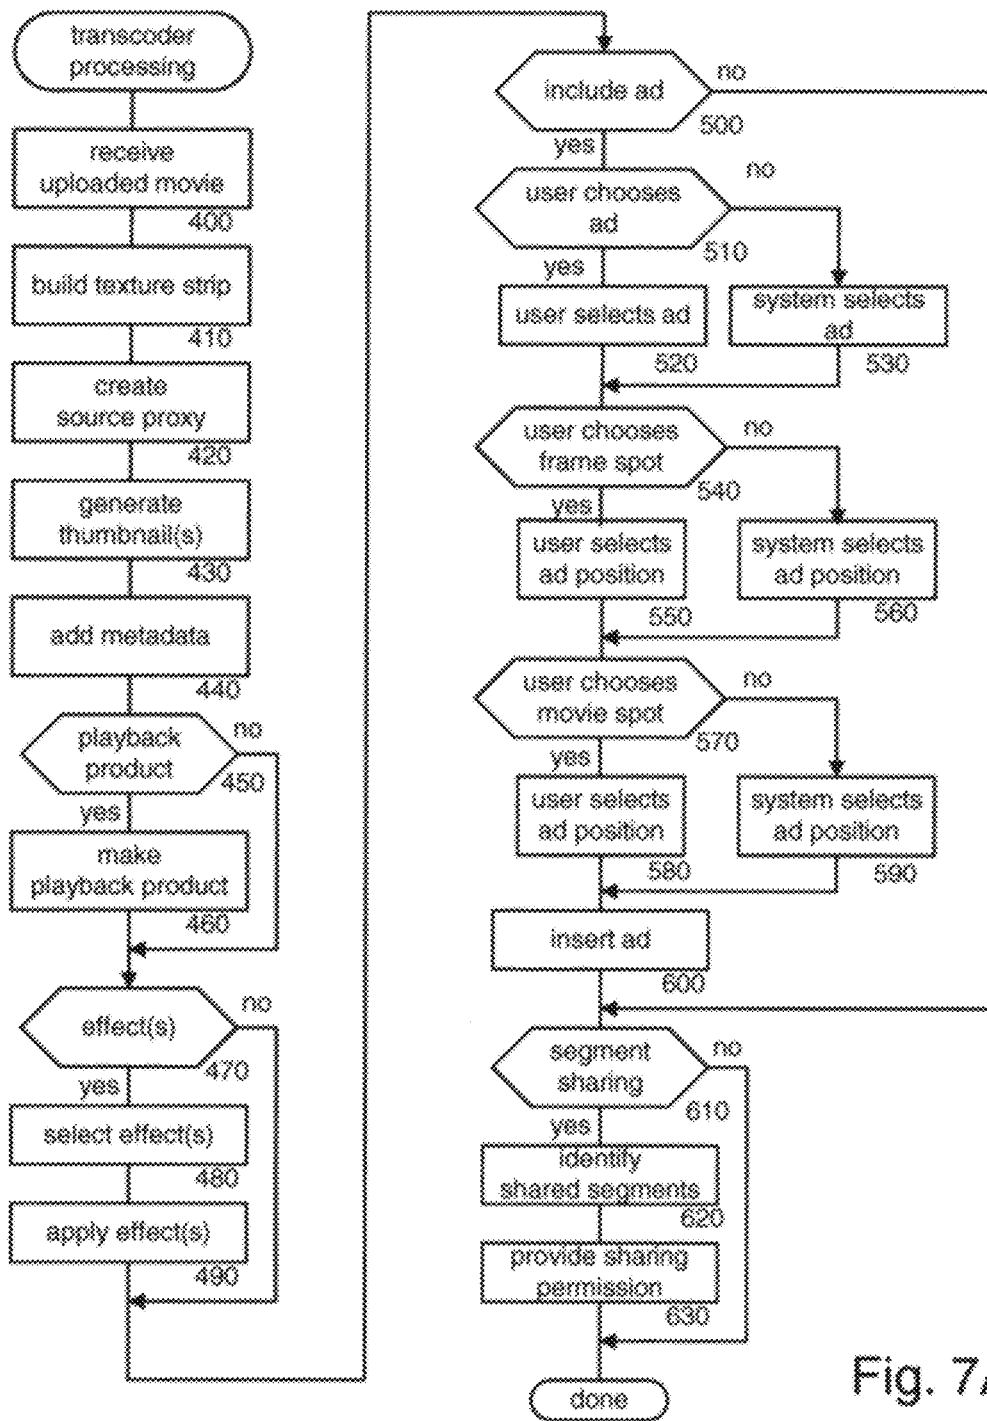 transcoder
processing
receive
uploaded movie
400
build texture strip
410
create
source proxy
420
generate
thumbnail(s)
430
add metadata
440
playback
product
no
450
yes
make
playback product
460
effect(s)
no
470
yes
select effect(s)
480
apply effect(s)
490
include ad
no
500
yes
user chooses
ad
no
510
yes
user selects ad
520
system selects
ad
530
user chooses
frame spot
no
540
yes
user selects
ad position
550
system selects
ad position
560
user chooses
movie spot
no
570
yes
user selects
ad position
580
system selects
ad position
590
insert ad
600
segment
sharing
no
610
yes
identify
shared segments
620
provide sharing
permission
630
done
Fig. 7A